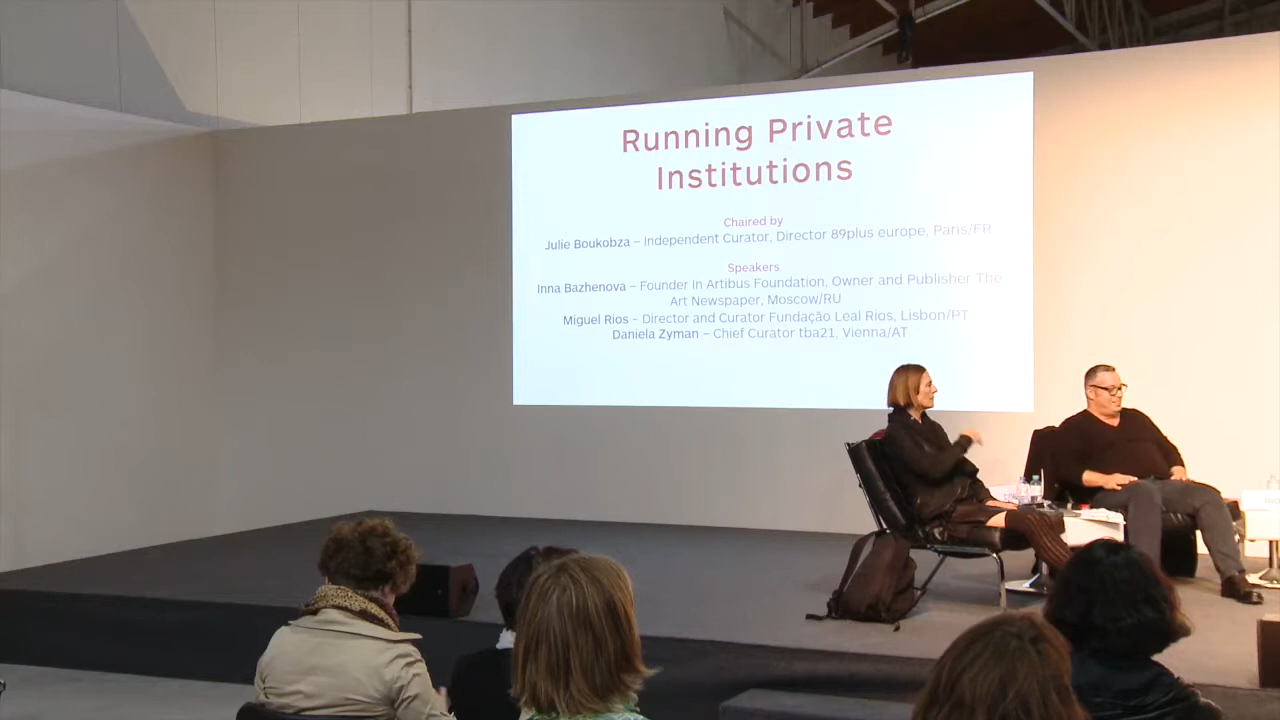 Running Private
Institutions
Chaired by
Julie Boukobza – Independent Curator, Director 89plus europe, Paris/FR
Speakers
Inna Bazhenova – Founder In Artibus Foundation, Owner and Publisher The
Art Newspaper, Moscow/RU
Miguel Rios - Director and Curator Fundação Leal Rios, Lisbon/PT
Daniela Zyman – Chief Curator tba21, Vienna/AT